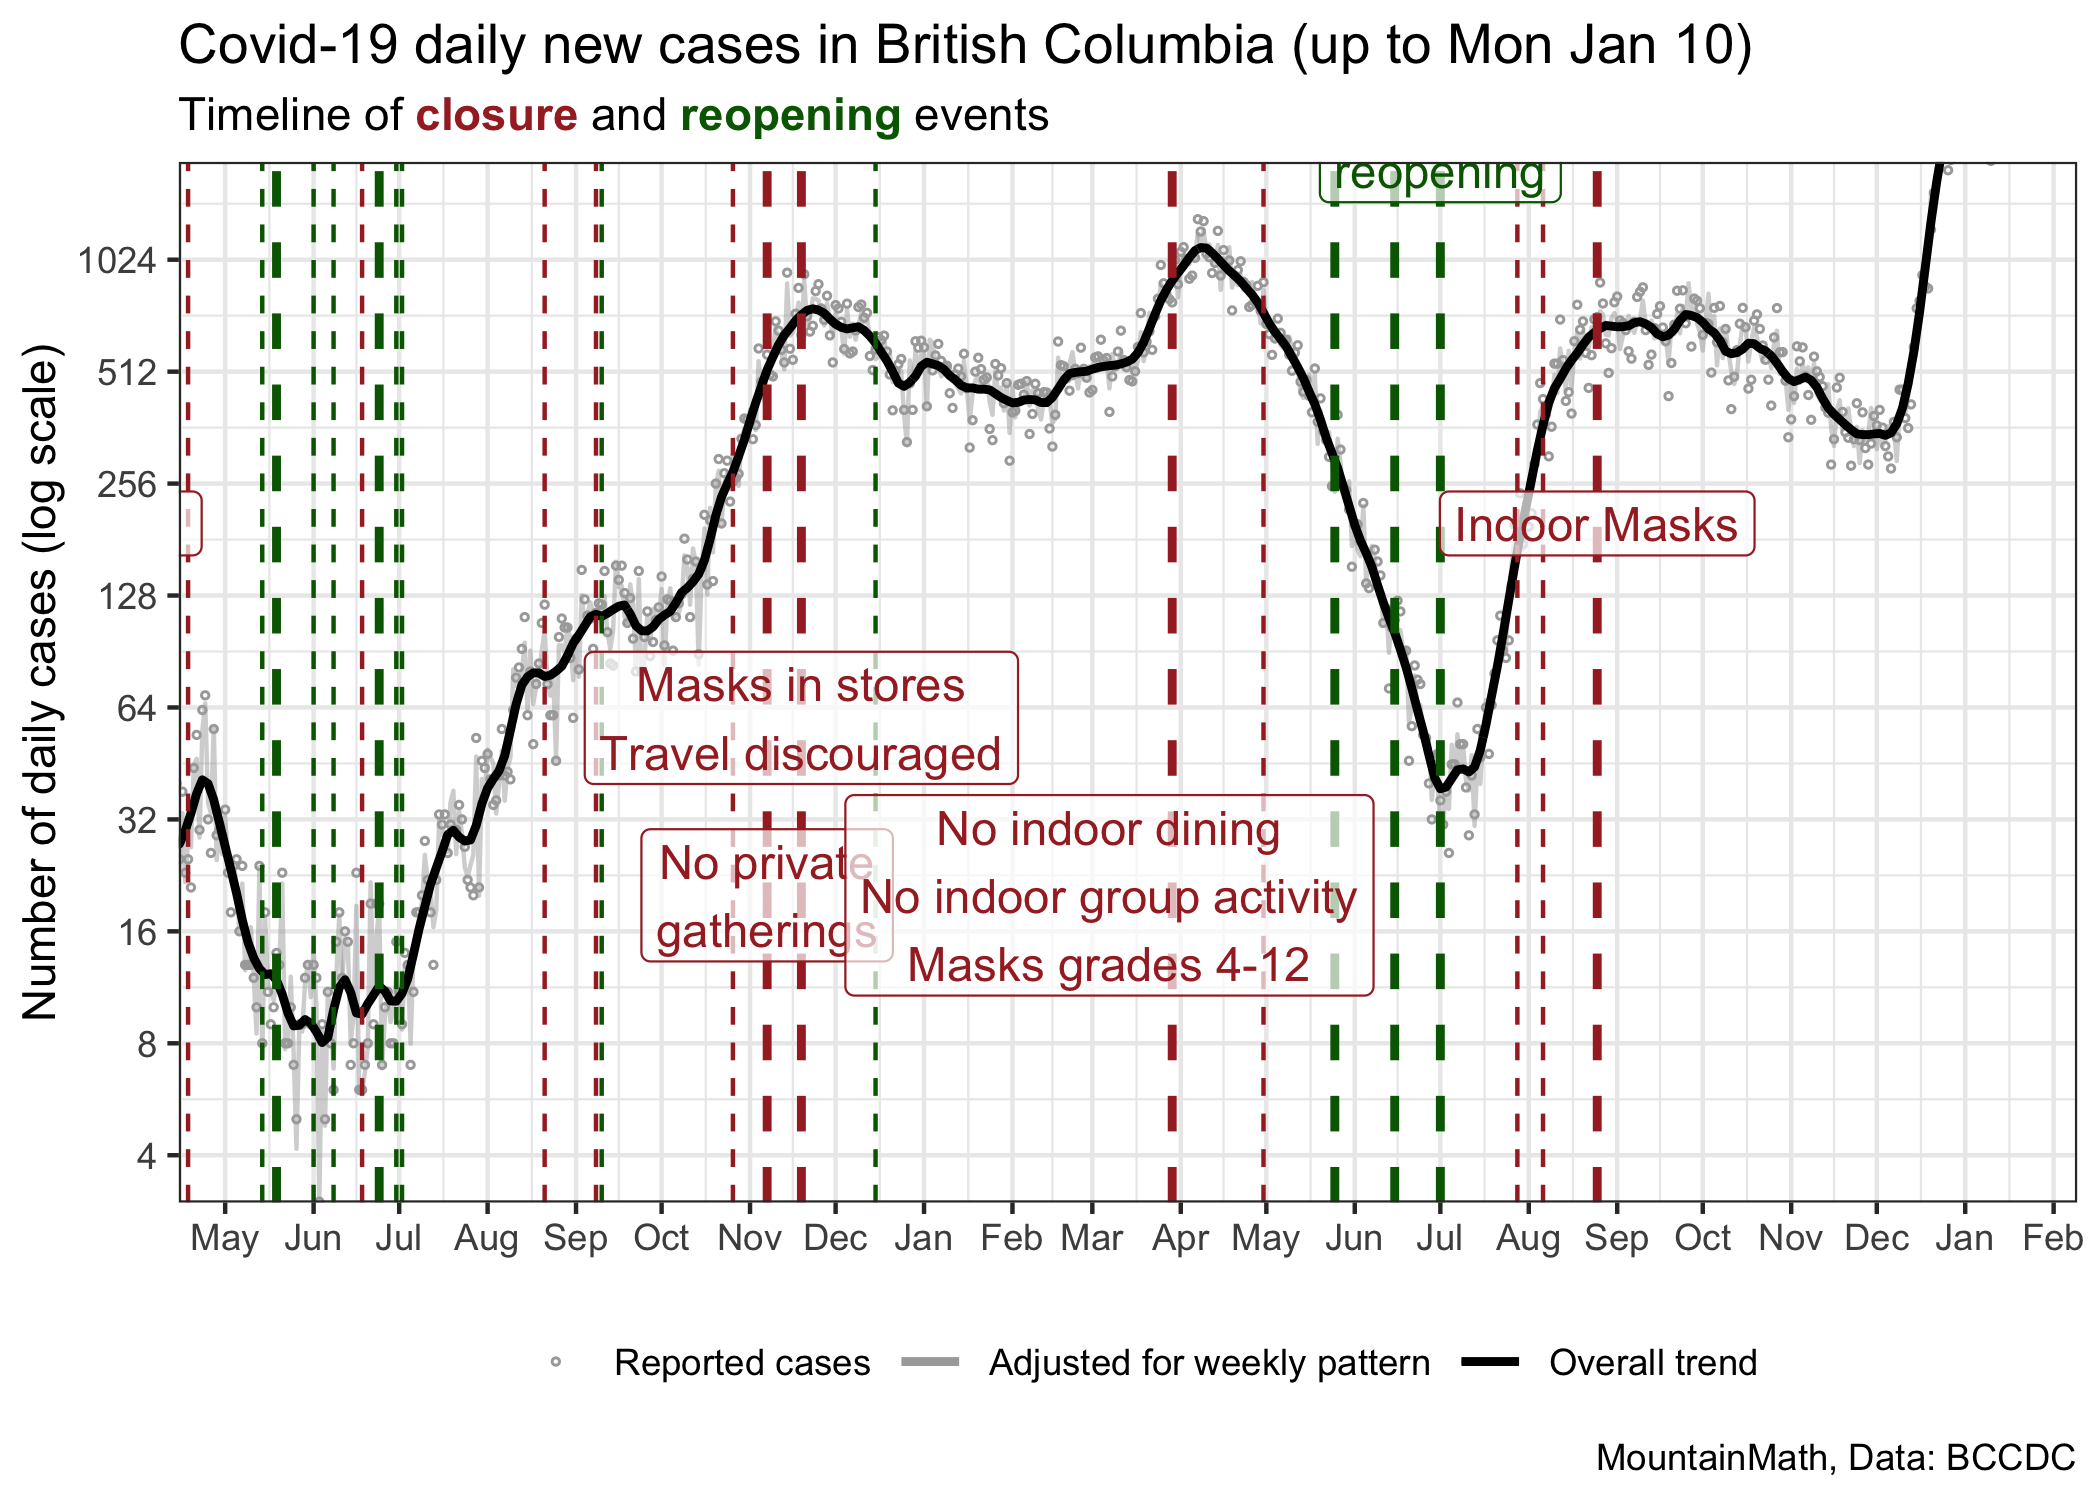 Covid-19 daily new cases in British Columbia (up to Mon Jan 10)
Timeline of closure and reopening events
Number of daily cases (log scale)
1024
512
256
128
64
32
16
8
4
reopening
Indoor Masks
Masks in stores
Travel discouraged
No private
gatherings
No indoor dining
No indoor group activity
Masks grades 4-12
May Jun Jul Aug Sep Oct Nov Dec Jan Feb Mar Apr May Jun Jul Aug Sep Oct Nov Dec Jan Feb
Reported cases Adjusted for weekly pattern Overall trend
MountainMath, Data: BCCDC